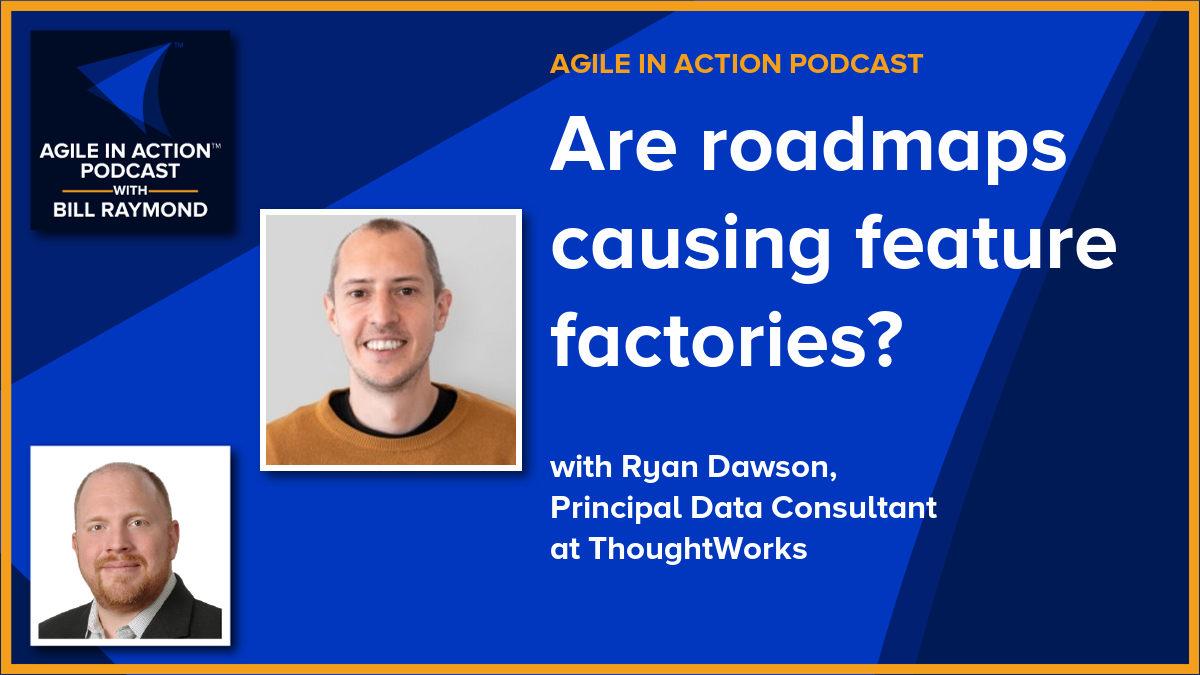 AGILE IN ACTION™
PODCAST
WITH
BILL RAYMOND
AGILE IN ACTION PODCAST
Are roadmaps
causing feature
factories?
with Ryan Dawson,
Principal Data Consultant
at ThoughtWorks